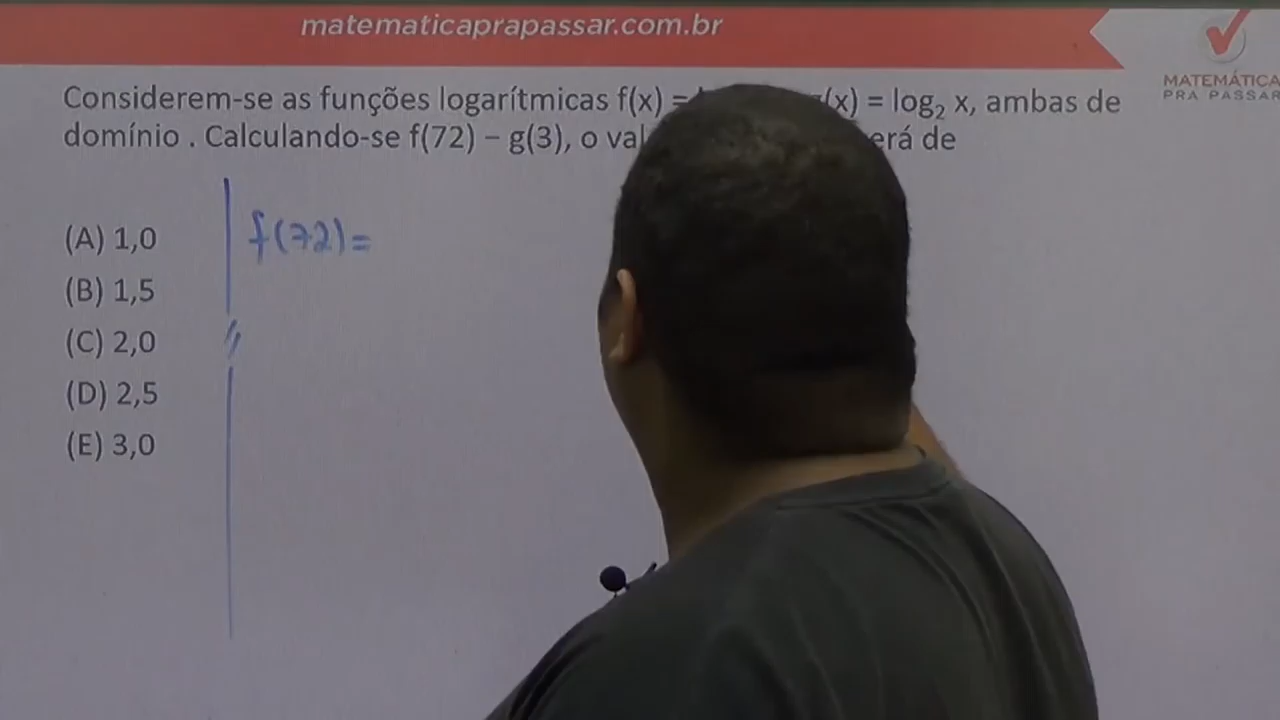 matematicaprapassar.com.br
MATEMÁTICA
PRA PASSAR
Considerem-se as funções logarítmicas f(x) = (x) = log₂ x, ambas de
domínio . Calculando-se f(72) – g(3), o erá de
f(72) =
(A) 1,0
(B) 1,5
(C) 2,0
(D) 2,5
(E) 3,0